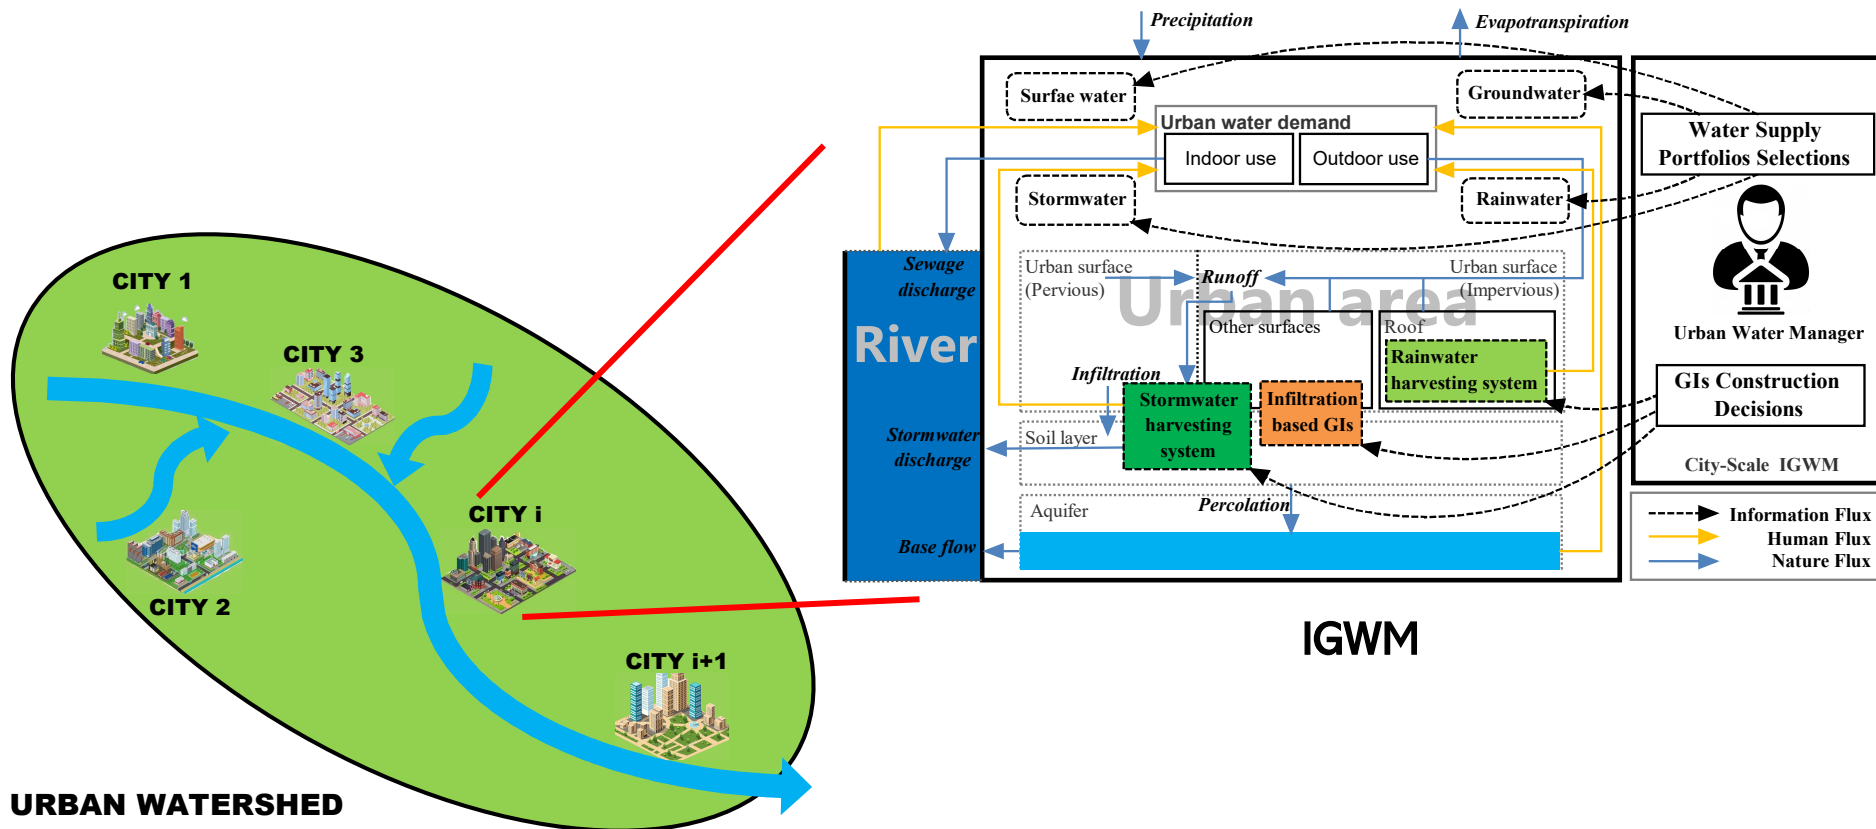 CITY 1
CITY 3
CITY 2
CITY i
CITY i+1
URBAN WATERSHED
Precipitation
Evapotranspiration
Surfae water
Groundwater
Urban water demand
Indoor use
Outdoor use
Stormwater
Rainwater
Sewage
discharge
River
Stormwater
discharge
Base flow
Urban area
Urban surface
(Pervious)
Runoff
Urban surface
(Impervious)
Other surfaces
Roof
Rainwater
harvesting system
Infiltration
Stormwater
harvesting
system
Infiltration
based GIs
Soil layer
Percolation
Aquifer
IGWM
Water Supply
Portfolios Selections
Urban Water Manager
GIs Construction
Decisions
City-Scale IGWM
Information Flux
Human Flux
Nature Flux